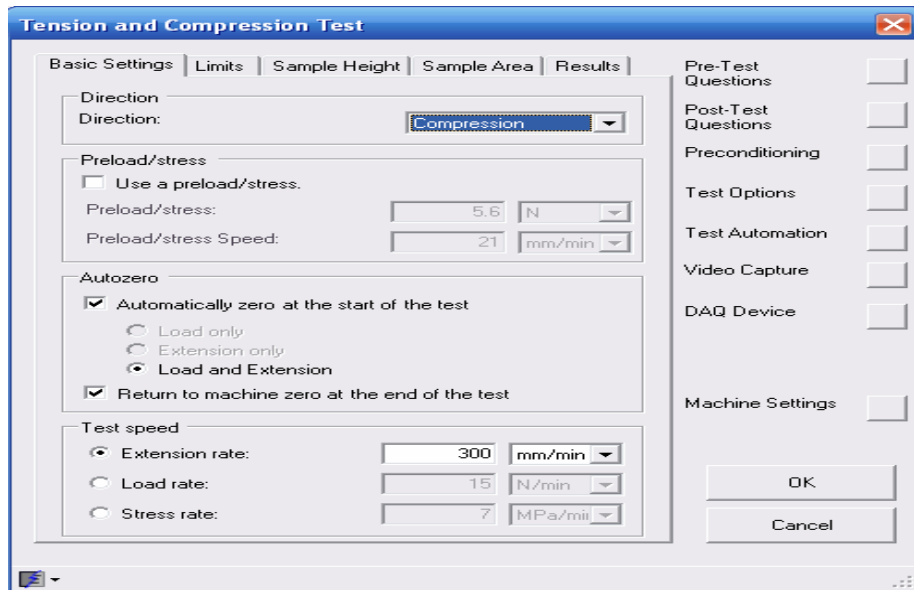 Tension and Compression Test
Basic Settings
Limits
Sample Height
Sample Area
Results
Direction
Direction:
Compression
Preload/stress
Use a preload/stress.
Preload/stress:
5.6
N
Preload/stress Speed:
21
mm/min
Autozero
Automatically zero at the start of the test
Load only
Extension only
Load and Extension
Return to machine zero at the end of the test
Test speed
Extension rate:
300
mm/min
Load rate:
15
N/min
Stress rate:
7
MPa/min
Pre-Test
Questions
Post-Test
Questions
Preconditioning
Test Options
Test Automation
Video Capture
DAQ Device
Machine Settings
OK
Cancel